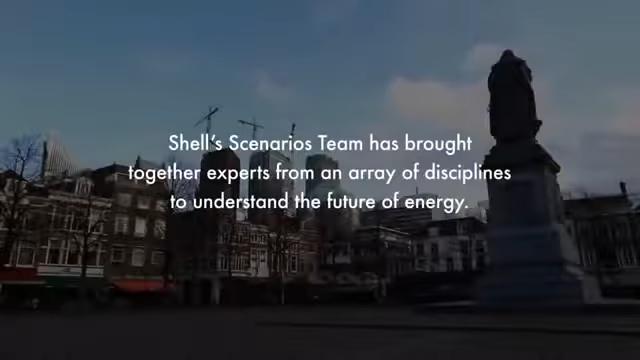 Shell's Scenarios Team has brought
together experts from an array of disciplines
to understand the future of energy.